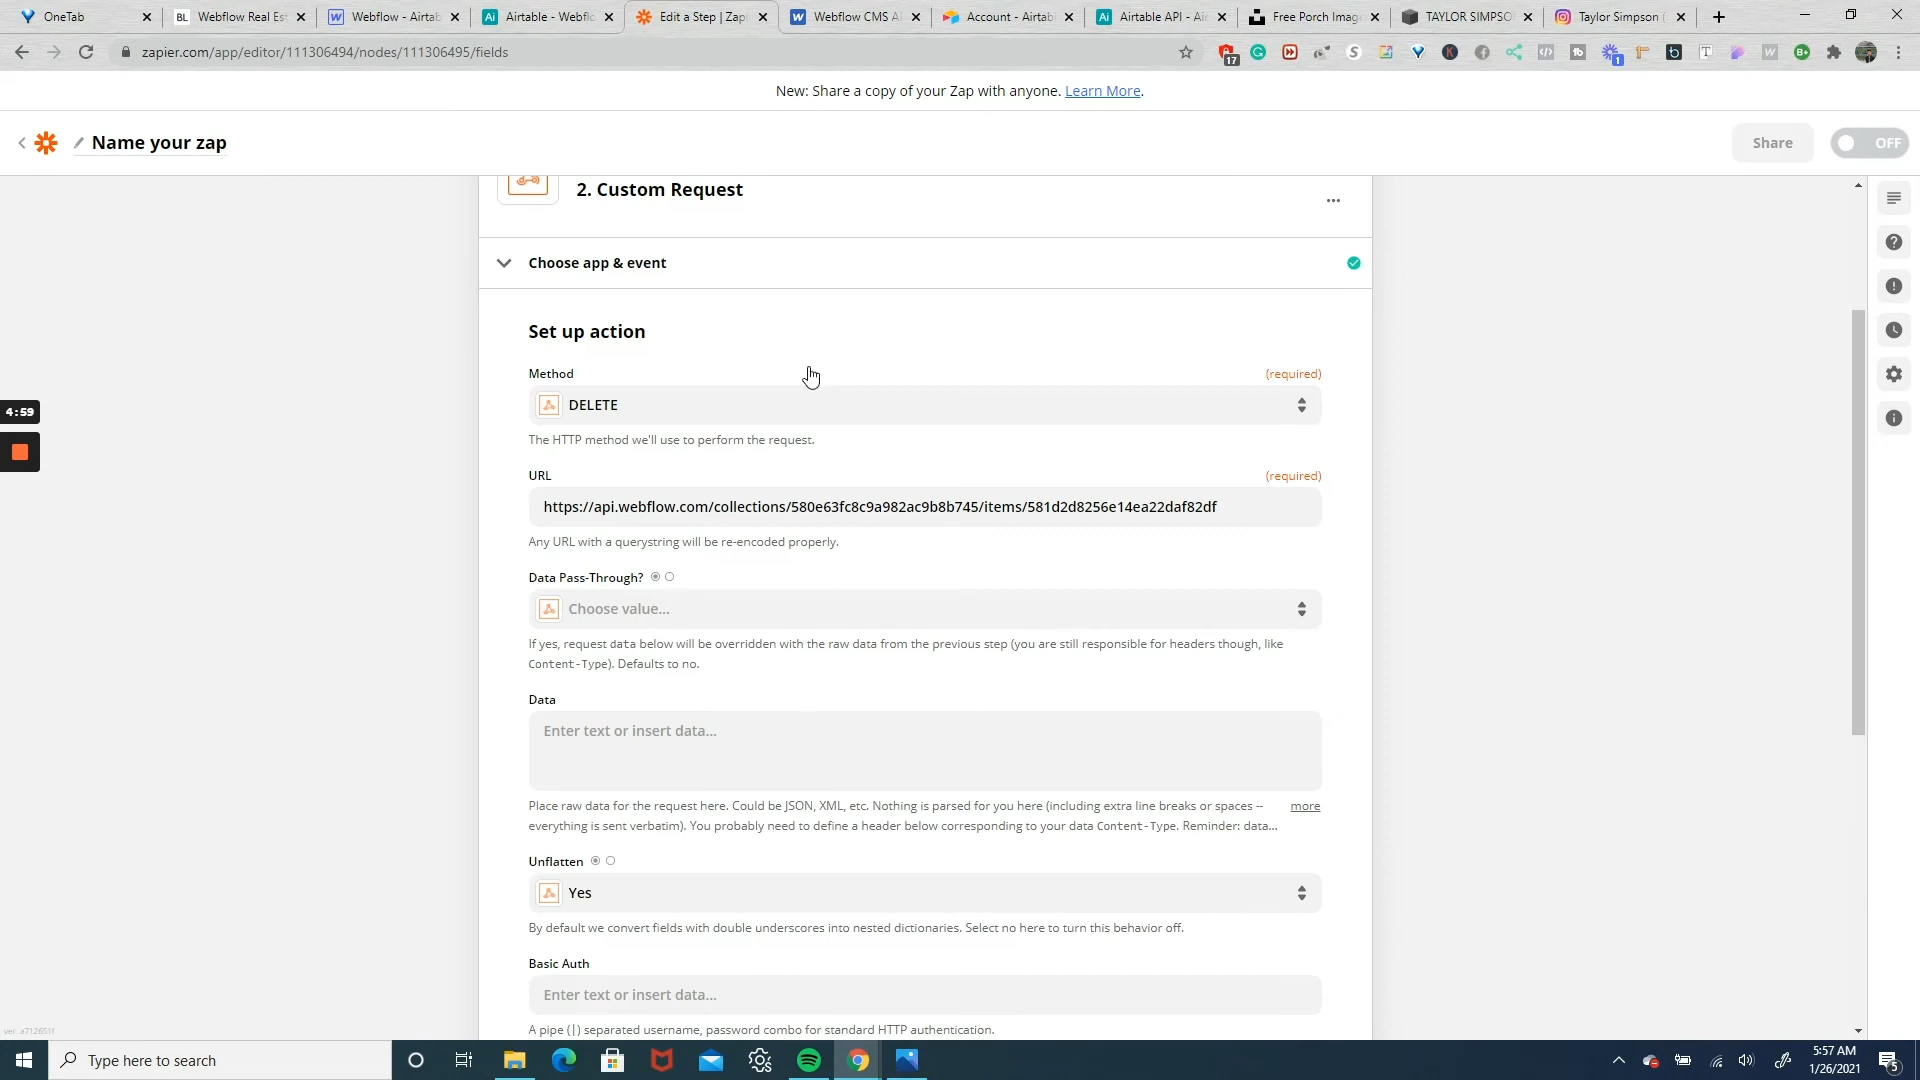 OneTab
BL Webflow Real Est
Webflow - Airtab
Ai Airtable - Webflo
Edit a Step | Zap
Webflow CMS A
Account - Airtab
Ai Airtable API - Ai
Free Porch Imag
TAYLOR SIMPSO
Taylor Simpson (
zapier.com/app/editor/111306494/nodes/111306495/fields
17
1
New: Share a copy of your Zap with anyone. Learn More.
Name your zap
Share
OFF
2. Custom Request
Choose app & event
Set up action
Method
(required)
DELETE
The HTTP method we'll use to perform the request.
URL
(required)
https://api.webflow.com/collections/580e63fc8c9a982ac9b8b745/items/581d2d8256e14ea22daf82df
Any URL with a querystring will be re-encoded properly.
Data Pass-Through?
Choose value...
If yes, request data below will be overridden with the raw data from the previous step (you are still responsible for headers though, like
Content-Type). Defaults to no.
Data
Enter text or insert data...
Place raw data for the request here. Could be JSON, XML, etc. Nothing is parsed for you here (including extra line breaks or spaces --
more
everything is sent verbatim). You probably need to define a header below corresponding to your data Content-Type. Reminder: data...
Unflatten
Yes
By default we convert fields with double underscores into nested dictionaries. Select no here to turn this behavior off.
Basic Auth
Enter text or insert data...
A pipe (|) separated username, password combo for standard HTTP authentication.
4:59
ver. a712651f
Type here to search
5:57 AM
1/26/2021
5